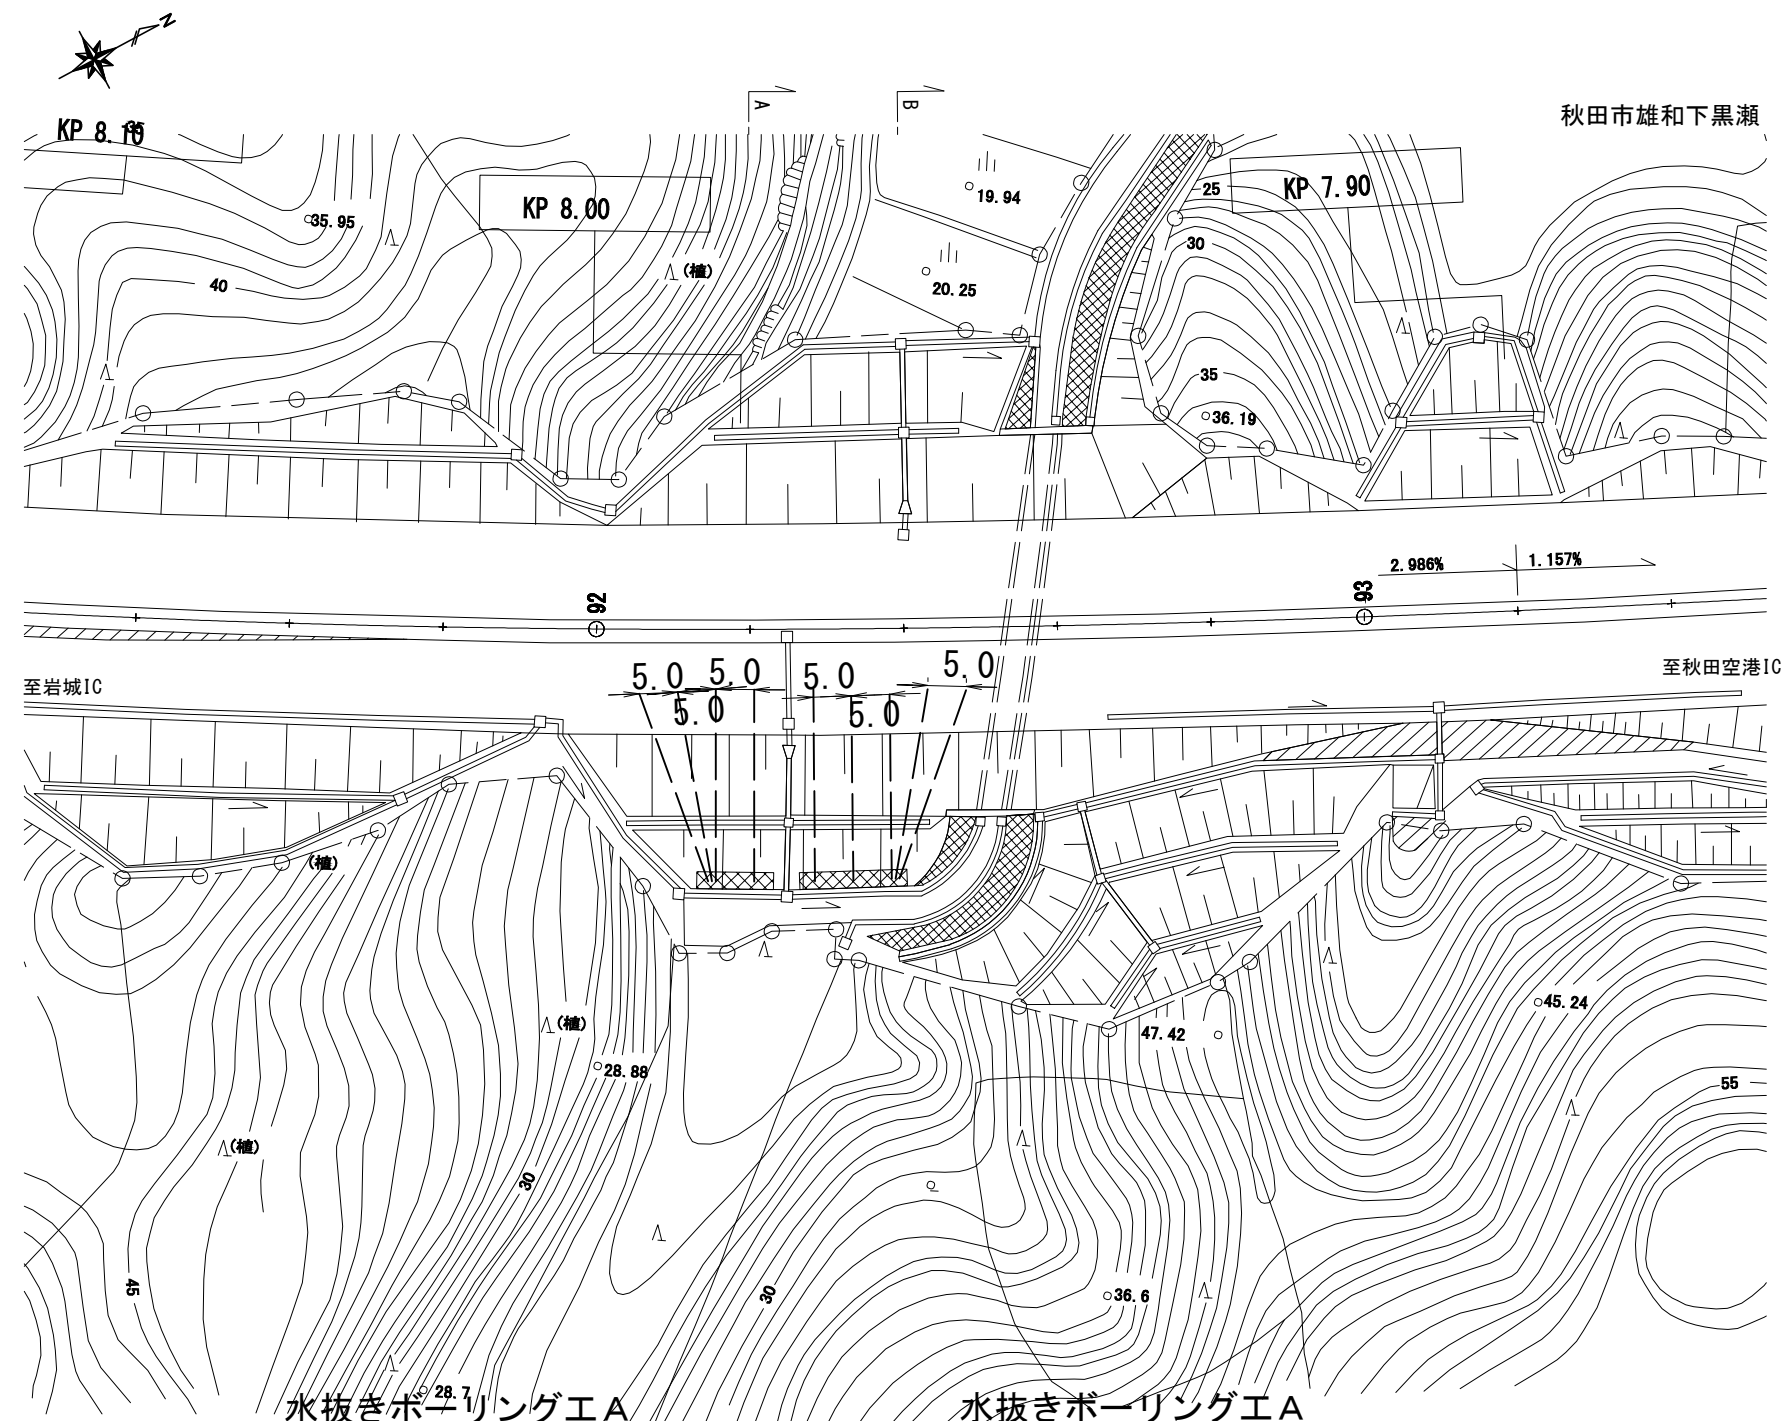 N
A
B
秋田市雄和下黒瀬
KP 8.10
35
KP 8.00
KP 7.90
19.94
25
35.95
30
(植)
40
20.25
35
36.19
2.986%
1.157%
92
93
至岩城IC
至秋田空港IC
5.0
5.0
5.0
5.0
5.0
5.0
(植)
(植)
45.24
47.42
28.88
55
(植)
30
45
30
36.6
28.7
水抜きボーリング工A
水抜きボーリング工A